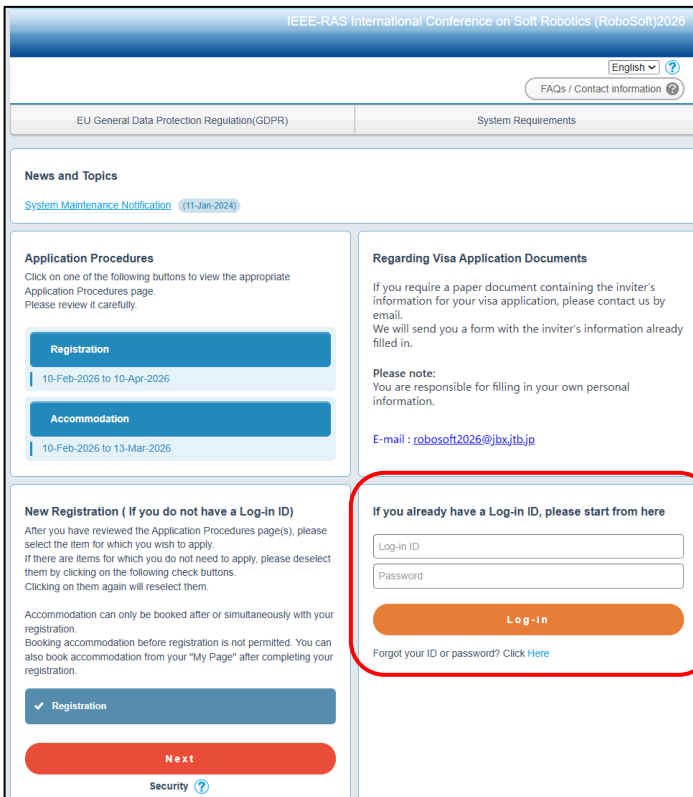 IEEE-RAS International Conference on Soft Robotics (RoboSoft)2026
English
?
FAQs / Contact information ?
EU General Data Protection Regulation(GDPR)
System Requirements
News and Topics
System Maintenance Notification (11-Jan-2024)
Application Procedures
Click on one of the following buttons to view the appropriate
Application Procedures page.
Please review it carefully.
Registration
10-Feb-2026 to 10-Apr-2026
Accommodation
10-Feb-2026 to 13-Mar-2026
Regarding Visa Application Documents
If you require a paper document containing the inviter's
information for your visa application, please contact us by
email.
We will send you a form with the inviter's information already
filled in.
Please note:
You are responsible for filling in your own personal
information.
E-mail : robosoft2026@jbx.jtb.jp
New Registration ( If you do not have a Log-in ID)
After you have reviewed the Application Procedures page(s), please
select the item for which you wish to apply.
If there are items for which you do not need to apply, please deselect
them by clicking on the following check buttons.
Clicking on them again will reselect them.
Accommodation can only be booked after or simultaneously with your
registration.
Booking accommodation before registration is not permitted. You can
also book accommodation from your "My Page" after completing your
registration.
Registration
Next
Security ?
If you already have a Log-in ID, please start from here
Log-in ID
Password
Log-in
Forgot your ID or password? Click Here